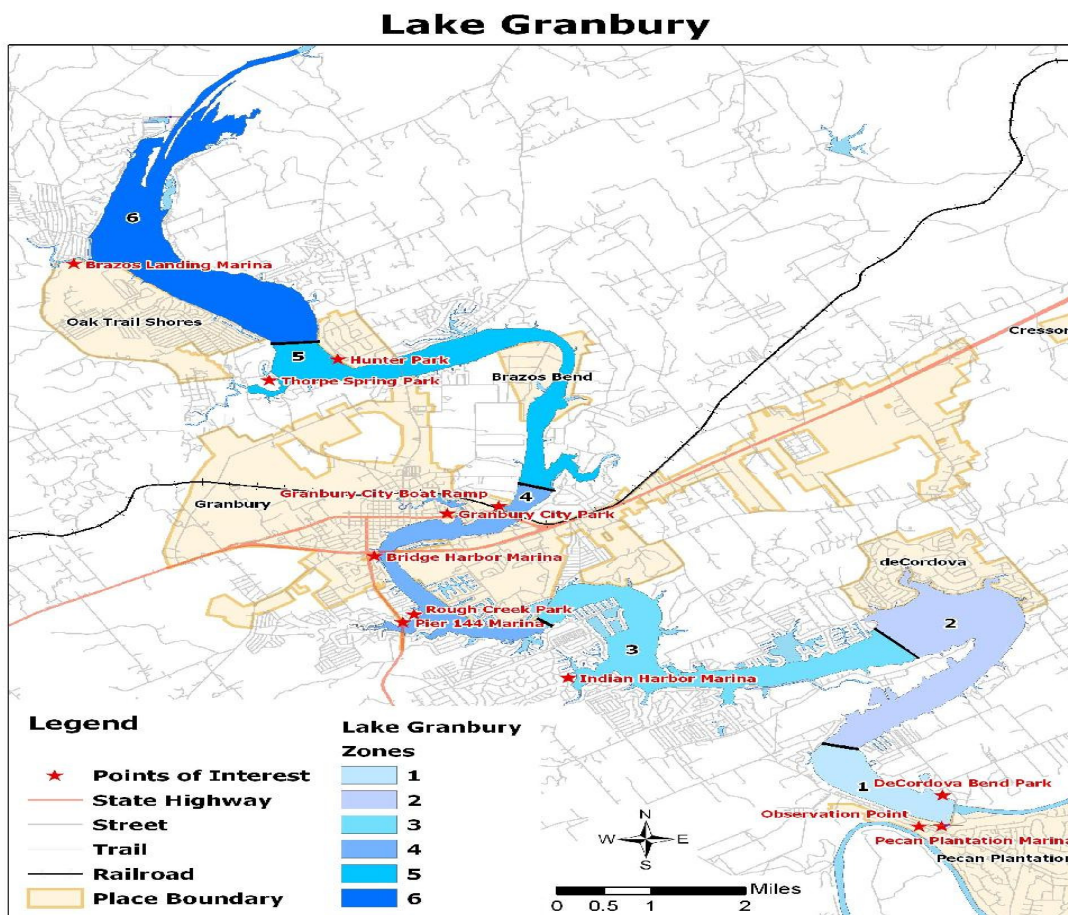 Lake Granbury
6
Brazos Landing Marina
Oak Trail Shores
Cresson
5
Hunter Park
Thorpe Spring Park
Brazos Bend
Granbury
Granbury City Boat Ramp
4
Granbury City Park
Bridge Harbor Marina
deCordova
Rough Creek Park
Pier 144 Marina
2
3
Indian Harbor Marina
1
DeCordova Bend Park
Observation Point
Pecan Plantation Marina
Pecan Plantation
Legend
Points of Interest
State Highway
Street
Trail
Railroad
Place Boundary
Lake Granbury
Zones
1
2
3
4
5
6
N
W E
S
Miles
0 0.5 1 2